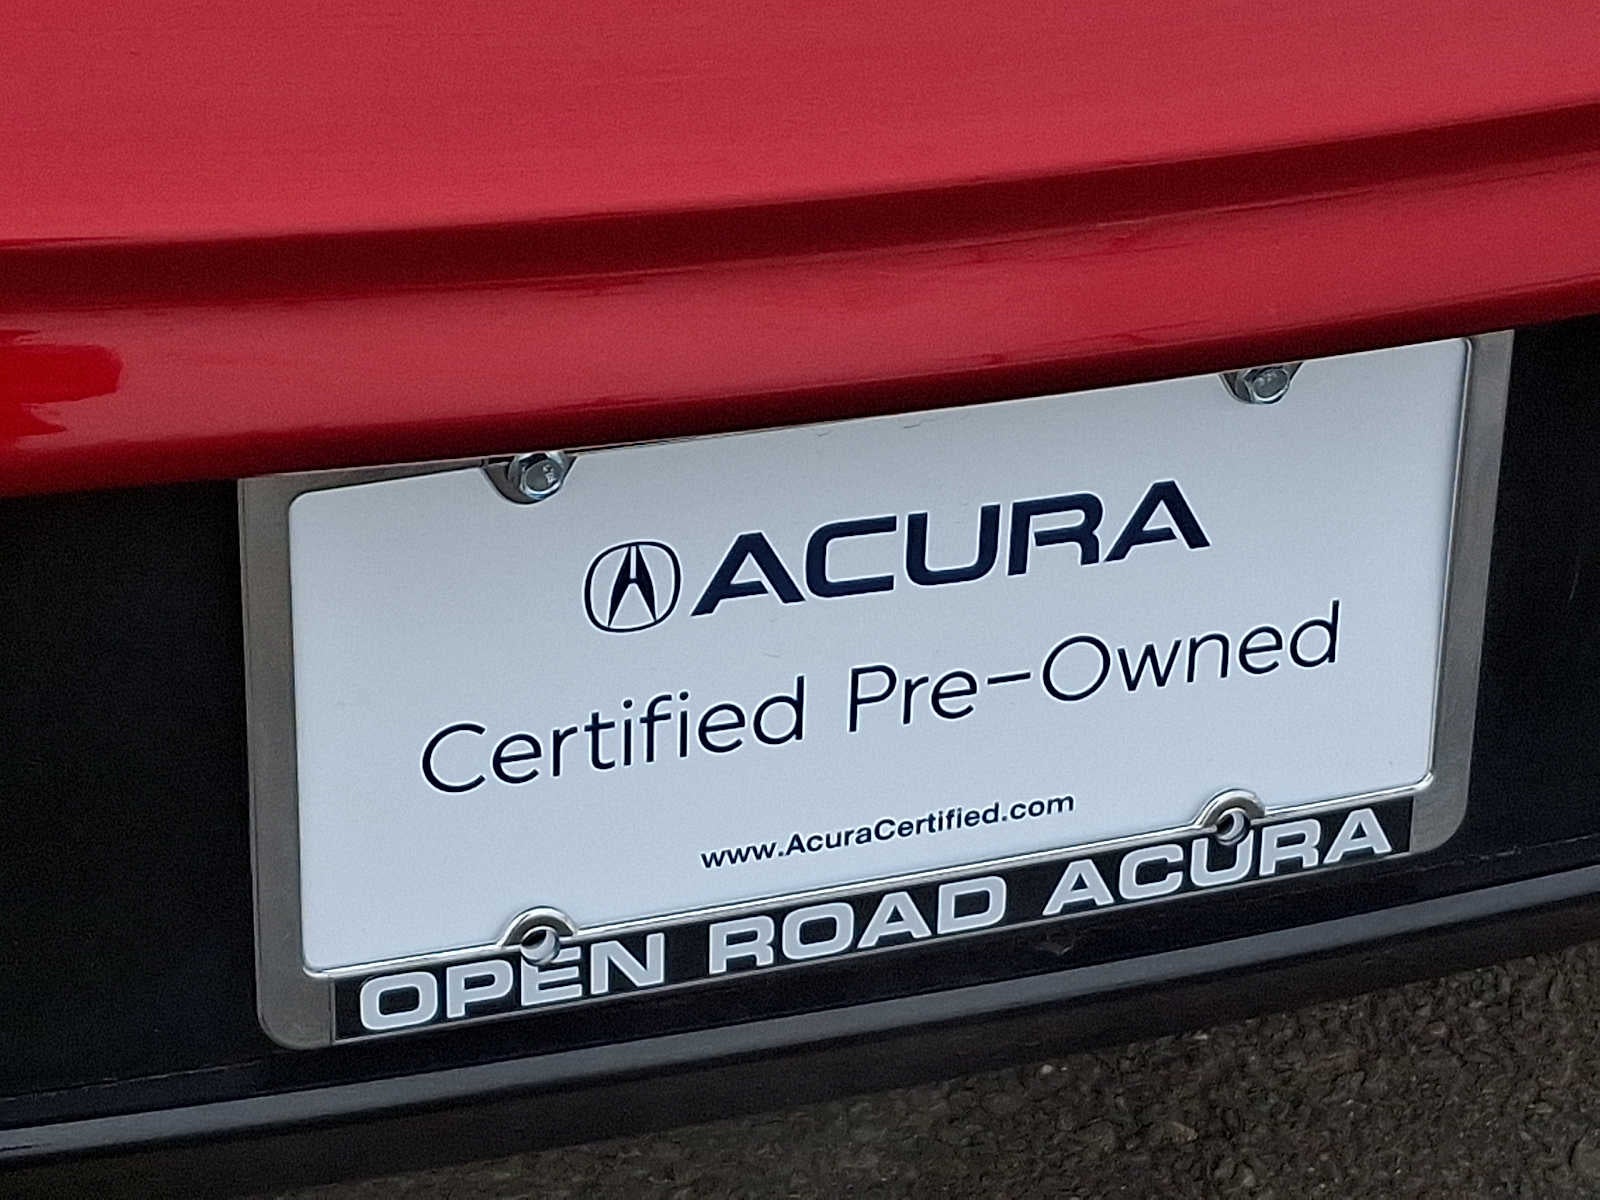 ACURA
Certified Pre-Owned
www.AcuraCertified.com
OPEN ROAD ACURA